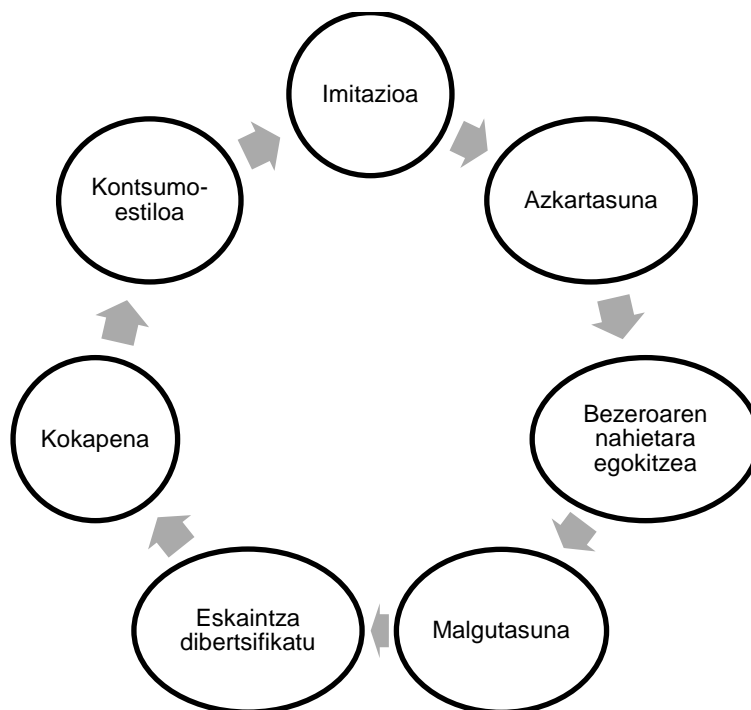 Imitazioa
Azkartasuna
Bezeroaren
nahietara
egokitzea
Malgutasuna
Eskaintza
dibertsifikatu
Kokapena
Kontsumo-
estiloa